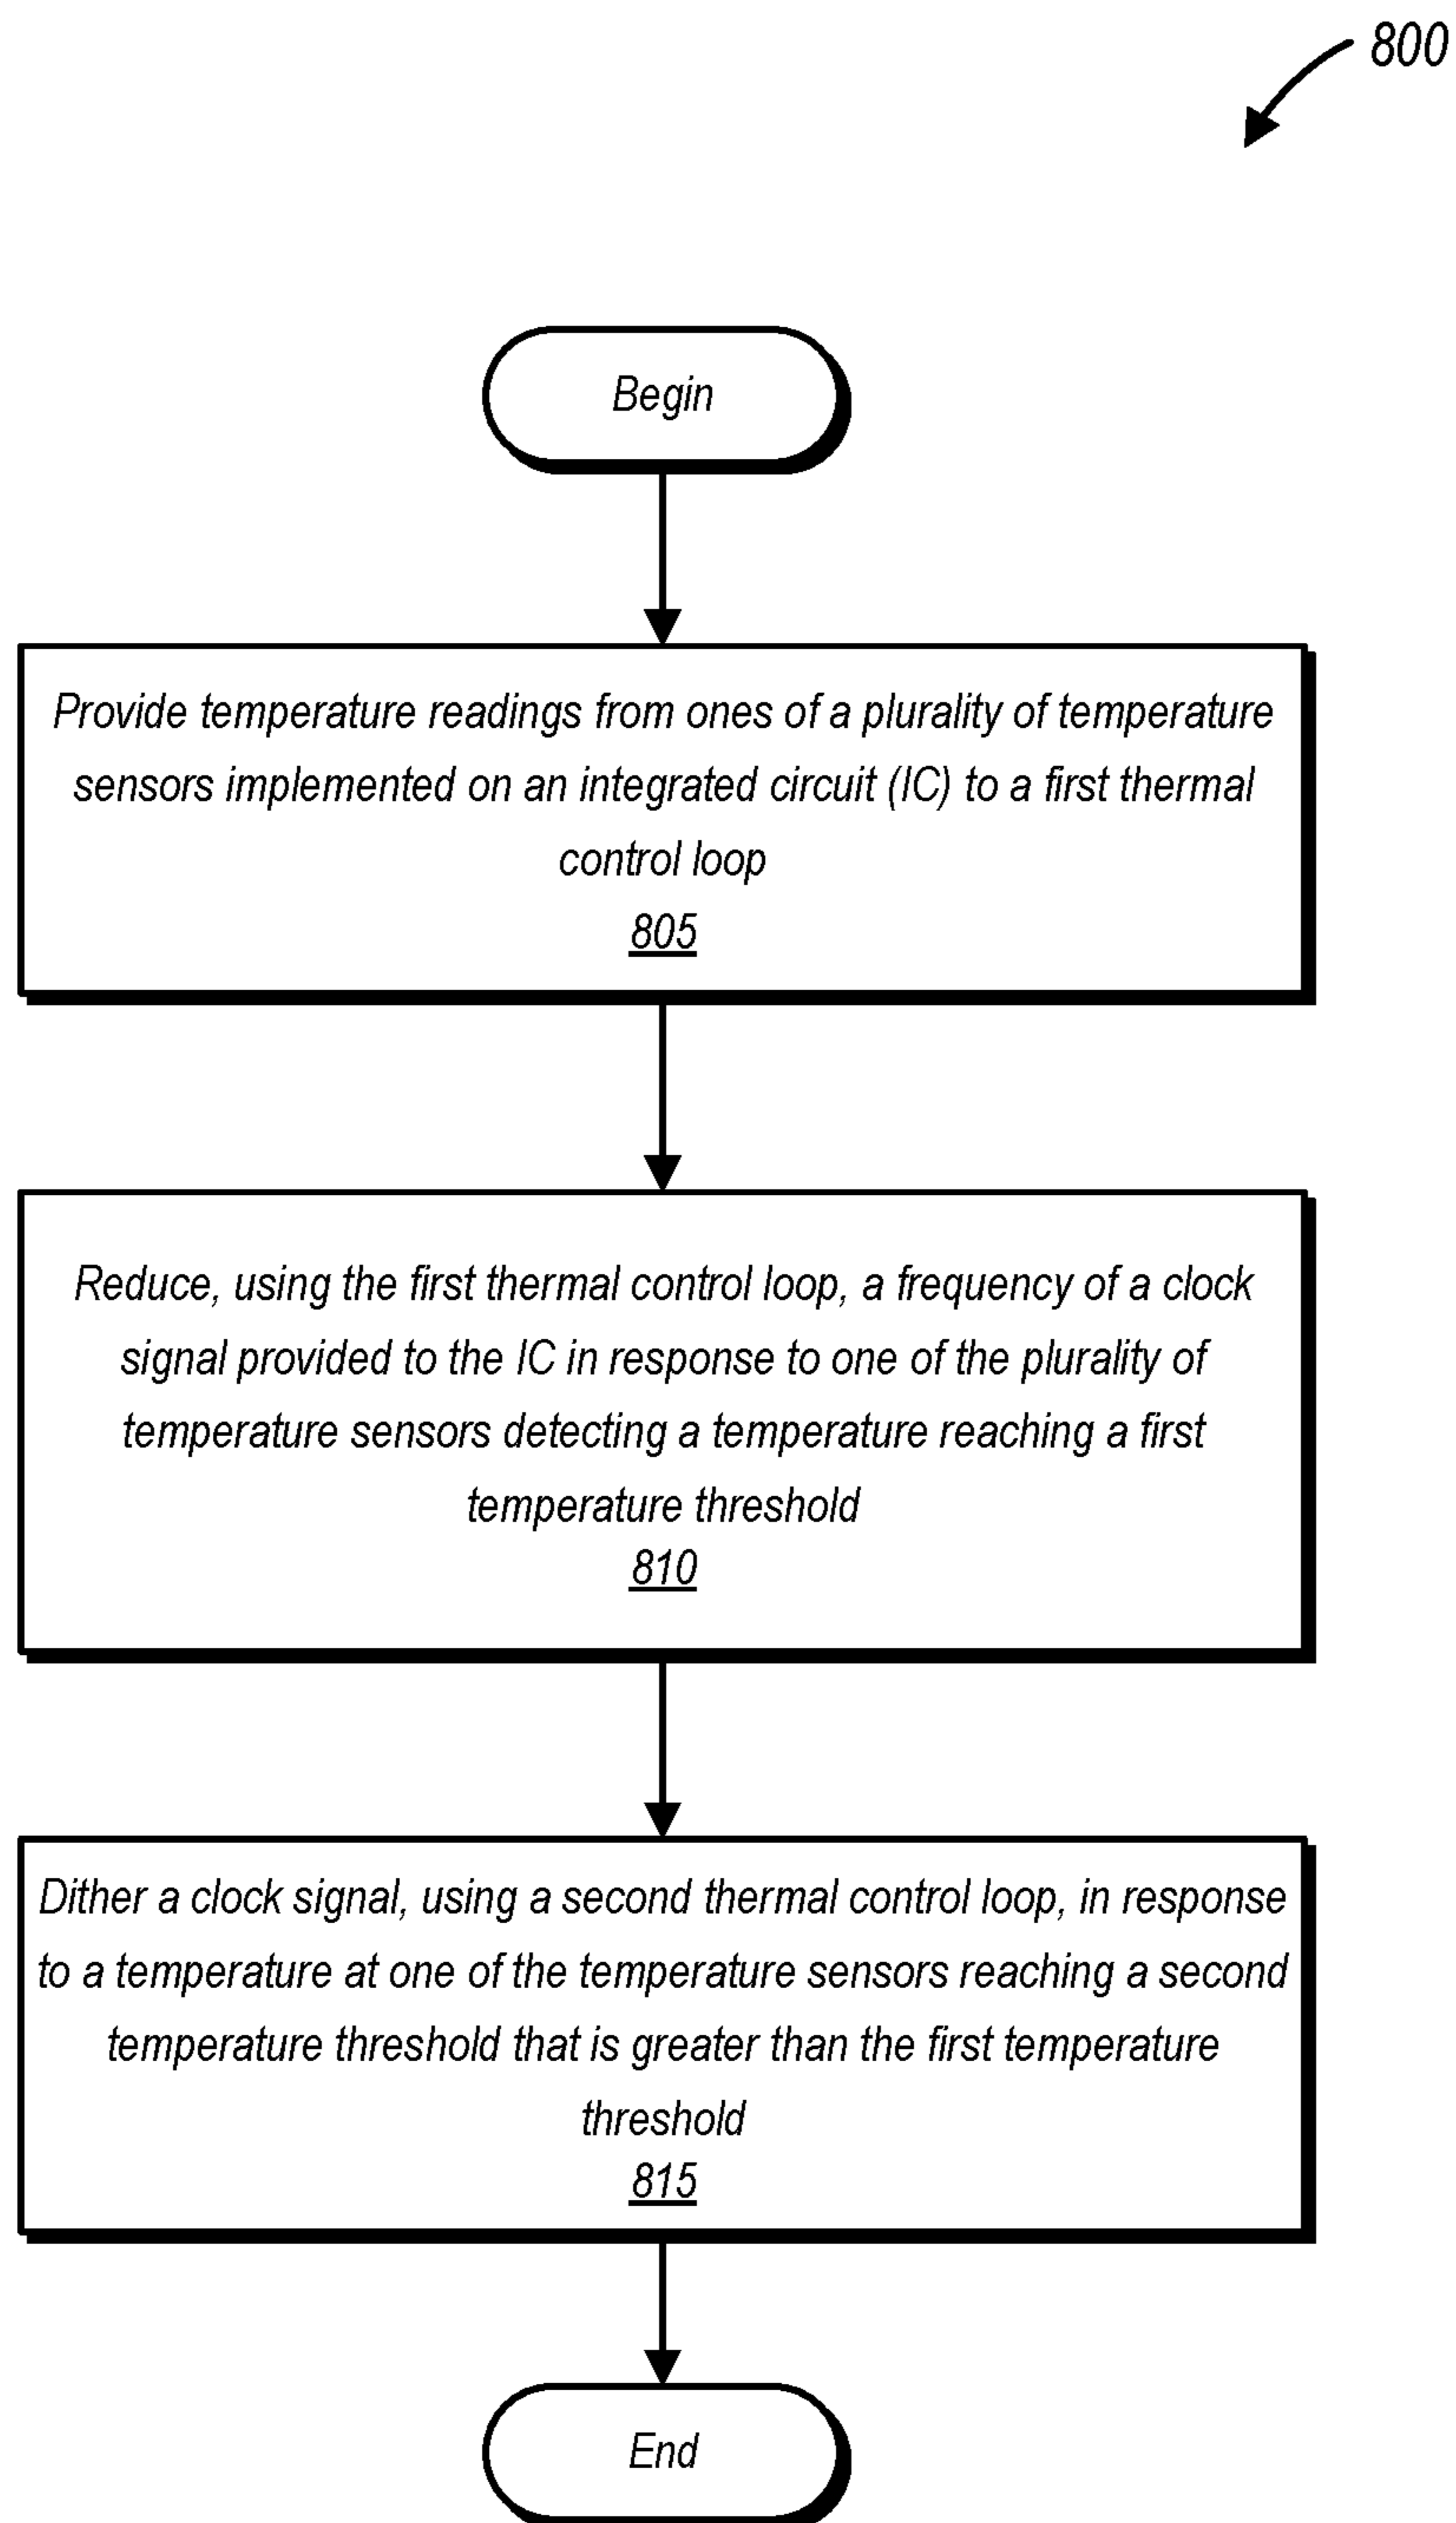 800
Begin
Provide temperature readings from ones of a plurality of temperature
sensors implemented on an integrated circuit (IC) to a first thermal
control loop
805
Reduce, using the first thermal control loop, a frequency of a clock
signal provided to the IC in response to one of the plurality of
temperature sensors detecting a temperature reaching a first
temperature threshold
810
Dither a clock signal, using a second thermal control loop, in response
to a temperature at one of the temperature sensors reaching a second
temperature threshold that is greater than the first temperature
threshold
815
End